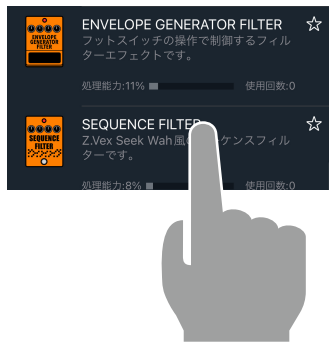 ENVELOPE GENERATOR FILTER
フットスイッチの操作で制御するフィル
ターエフェクトです。
処理能力:11% 使用回数:0
SEQUENCE FILTER
Z.Vex Seek Wah風の ケンスフィル
ターです。
処理能力:8% 使用回数:0
ENVELOPE
GENERATOR
FILTER
SEQUENCE
FILTER